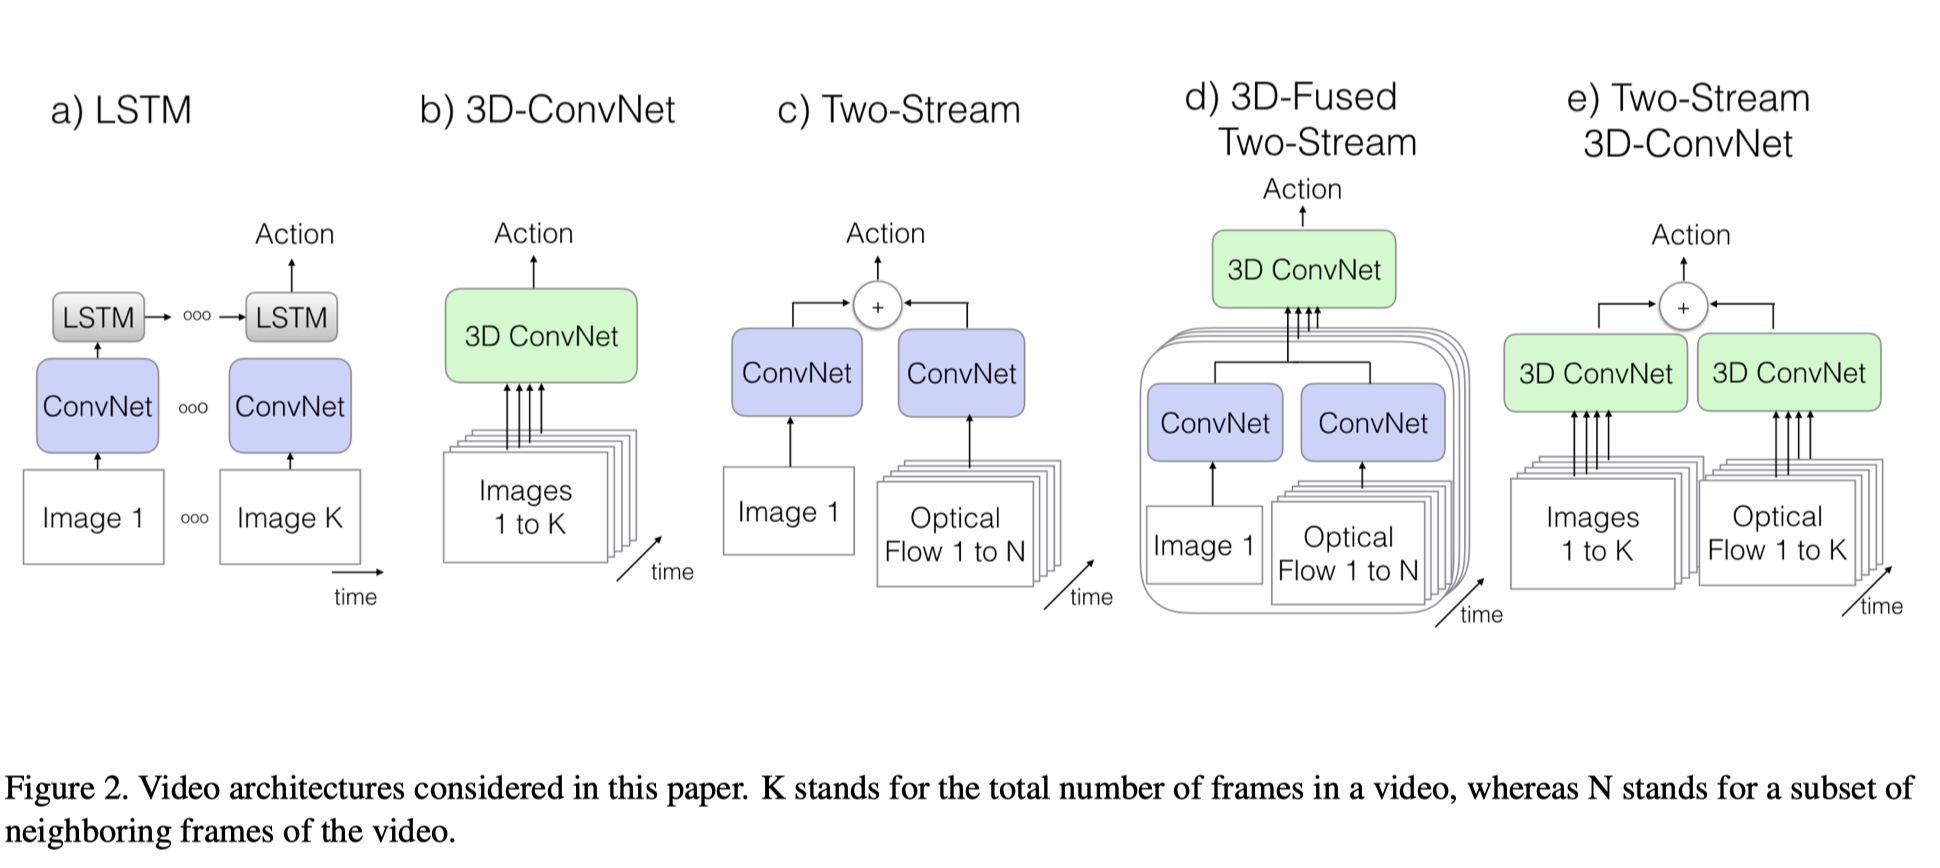 a) LSTM
Action
LSTM ooo LSTM
ConvNet ooo ConvNet
Image 1 ooo Image K
time
b) 3D-ConvNet
Action
3D ConvNet
Images
1 to K
time
c) Two-Stream
Action
+
ConvNet ConvNet
Image 1
Optical
Flow 1 to N
time
d) 3D-Fused
Two-Stream
Action
3D ConvNet
ConvNet ConvNet
Image 1
Optical
Flow 1 to N
time
e) Two-Stream
3D-ConvNet
Action
+
3D ConvNet 3D ConvNet
Images
1 to K
Optical
Flow 1 to K
time
Figure 2. Video architectures considered in this paper. K stands for the total number of frames in a video, whereas N stands for a subset of
neighboring frames of the video.